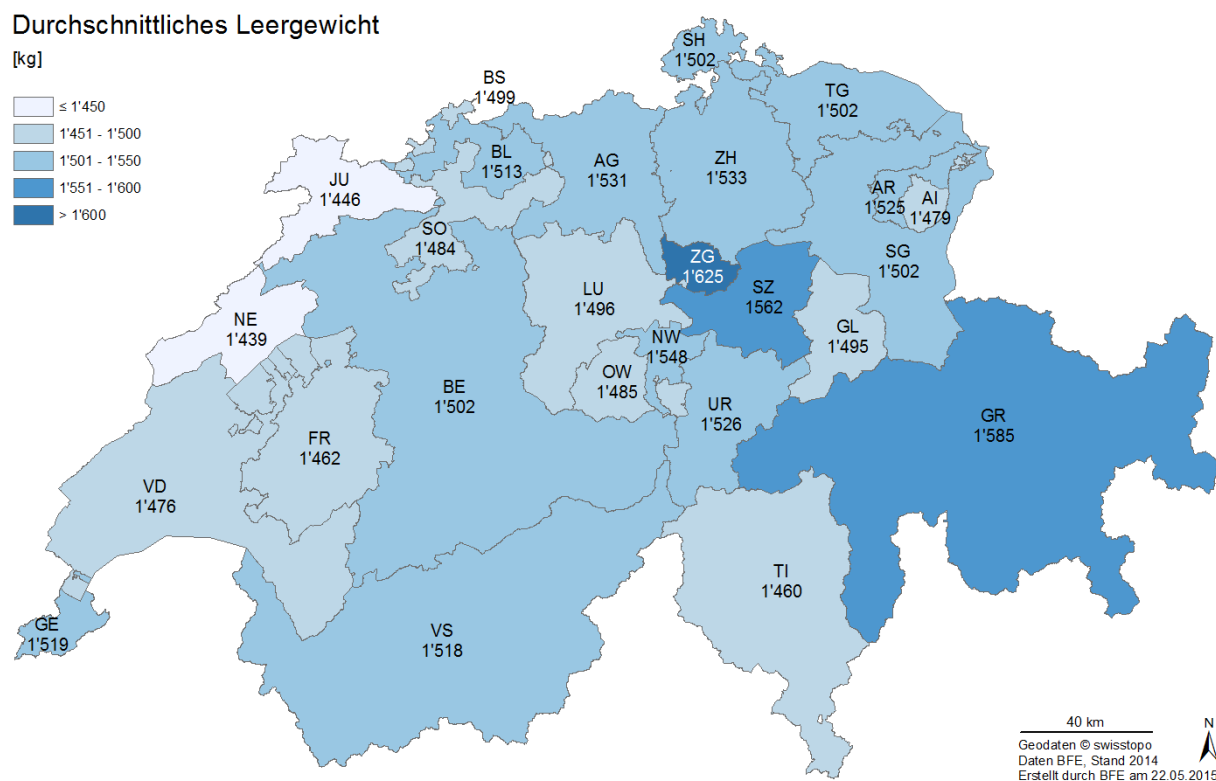 Durchschnittliches Leergewicht
[kg]
≤ 1'450
1'451 - 1'500
1'501 - 1'550
1'551 - 1'600
> 1'600
SH
1'502
BS
1'499
TG
1'502
BL
1'513
AG
1'531
ZH
1'533
JU
1'446
AR
1'525
AI
1'479
SO
1'484
SG
1'502
ZG
1'625
LU
1'496
SZ
1562
NE
1'439
GL
1'495
NW
1'548
OW
1'485
BE
1'502
UR
1'526
GR
1'585
FR
1'462
VD
1'476
TI
1'460
GE
1'519
VS
1'518
40 km
N
Geodaten © swisstopo
Daten BFE, Stand 2014
Erstellt durch BFE am 22.05.2015